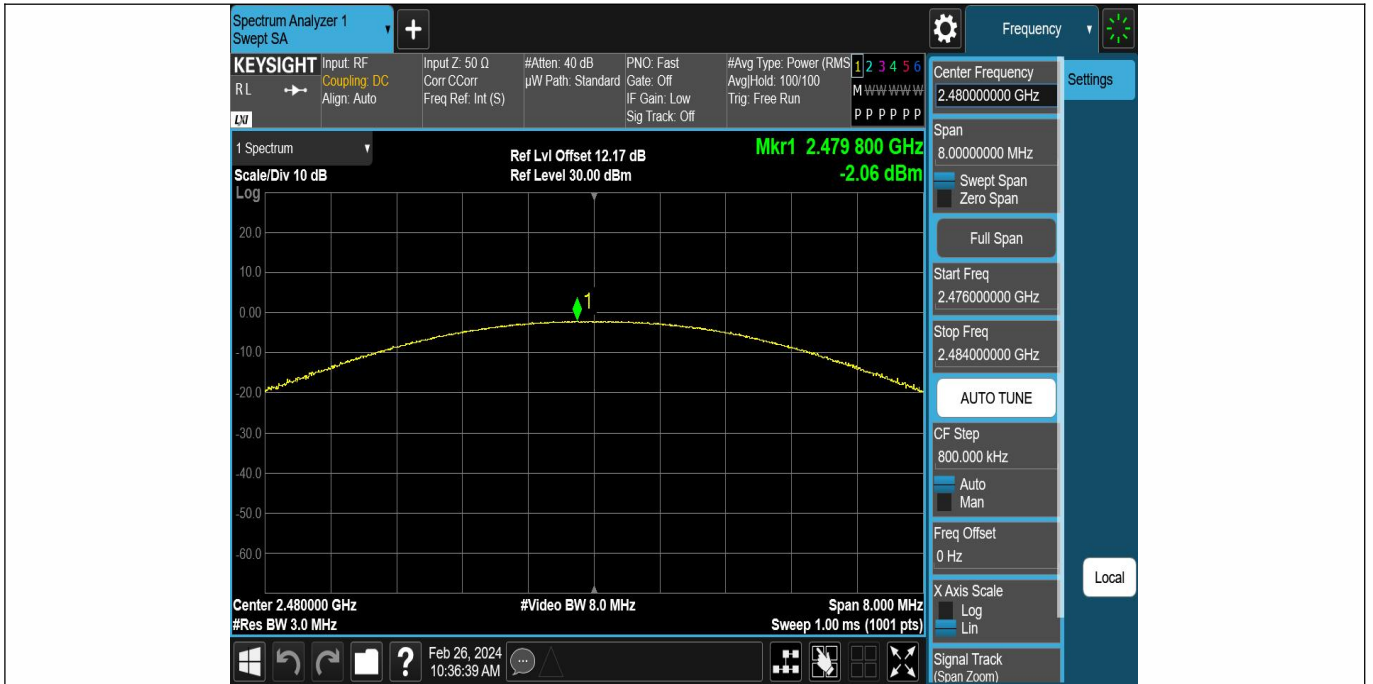 Spectrum Analyzer 1
Swept SA
+
Frequency
KEYSIGHT
RL
LXI
Input: RF
Coupling: DC
Align: Auto
Input Z: 50 Ω
Corr CCorr
Freq Ref: Int (S)
#Atten: 40 dB
µW Path: Standard
PNO: Fast
Gate: Off
IF Gain: Low
Sig Track: Off
#Avg Type: Power (RMS
Avg|Hold: 100/100
Trig: Free Run
1 2 3 4 5 6
M W W W W W
P P P P P P
Center Frequency
2.480000000 GHz
Settings
Span
8.00000000 MHz
Swept Span
Zero Span
Full Span
Start Freq
2.476000000 GHz
Stop Freq
2.484000000 GHz
AUTO TUNE
CF Step
800.000 kHz
Auto
Man
Freq Offset
0 Hz
X Axis Scale
Log
Lin
Signal Track
(Span Zoom)
Local
1 Spectrum
Scale/Div 10 dB
Ref Lvl Offset 12.17 dB
Ref Level 30.00 dBm
Mkr1 2.479 800 GHz
-2.06 dBm
Log
20.0
10.0
0.00
-10.0
-20.0
-30.0
-40.0
-50.0
-60.0
1
Center 2.480000 GHz
#Res BW 3.0 MHz
#Video BW 8.0 MHz
Span 8.000 MHz
Sweep 1.00 ms (1001 pts)
?
Feb 26, 2024
10:36:39 AM